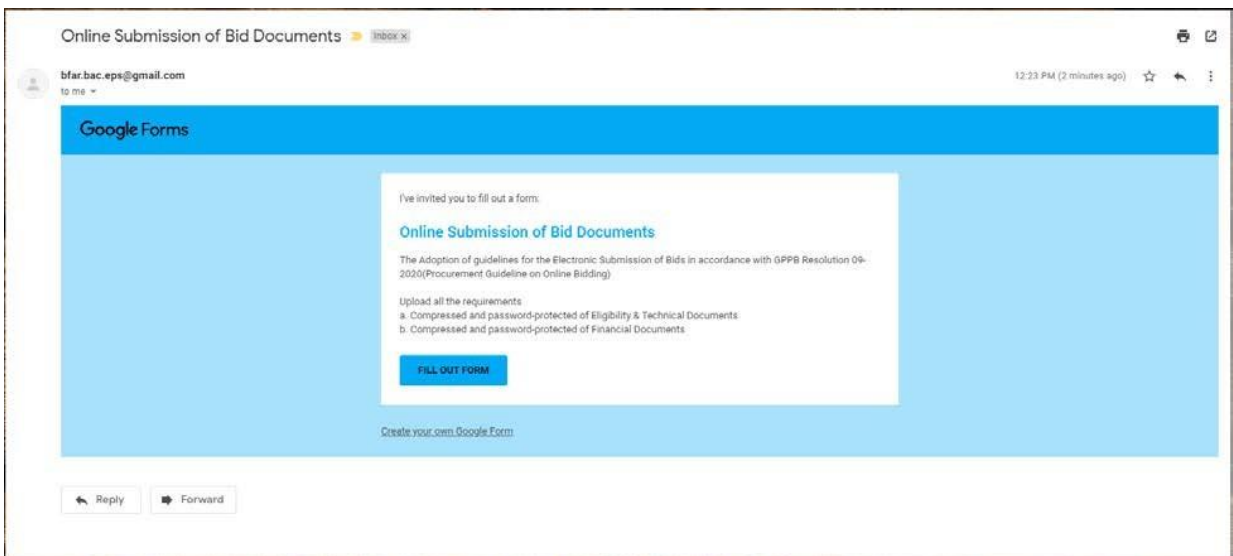 Online Submission of Bid Documents Inbox x
bfar.bac.eps@gmail.com 12:23 PM (2 minutes ago)
to me
Google Forms
I've invited you to fill out a form:
Online Submission of Bid Documents
The Adoption of guidelines for the Electronic Submission of Bids in accordance with GPPB Resolution 09-
2020(Procurement Guideline on Online Bidding)
Upload all the requirements
a. Compressed and password-protected of Eligibility & Technical Documents
b. Compressed and password-protected of Financial Documents
FILL OUT FORM
Create your own Google Form
Reply Forward